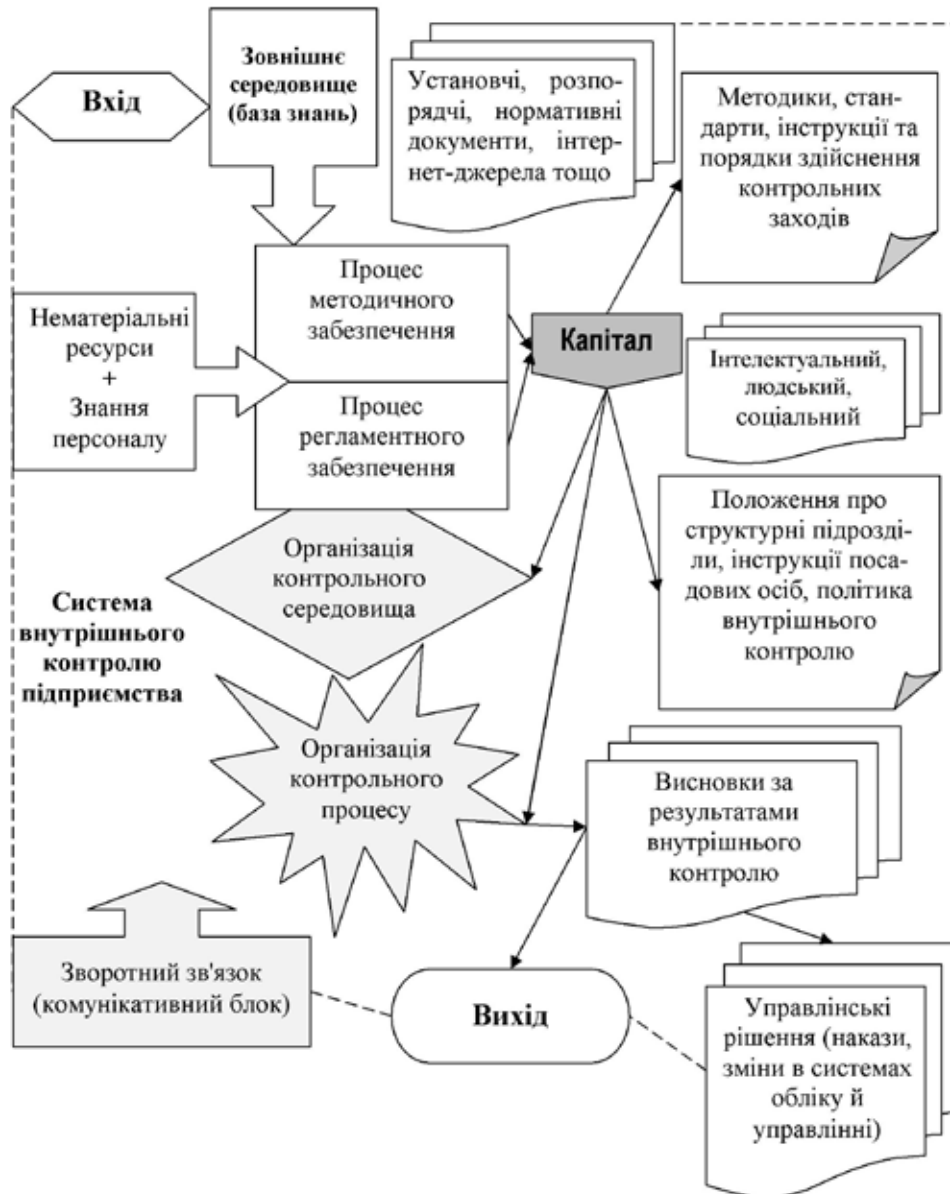 Вхід
Зовнішнє
середовище
(база знань)
Установчі, розпо-
рядчі, нормативні
документи, інтер-
нет-джерела тощо
Методики, стан-
дарти, інструкції та
порядки здійснення
контрольних
заходів
Нематеріальні
ресурси
+
Знання
персоналу
Процес
методичного
забезпечення
Процес
регламентного
забезпечення
Капітал
Інтелектуальний,
людський,
соціальний
Організація
контрольного
середовища
Положення про
структурні підрозді-
ли, інструкції поса-
дових осіб, політика
внутрішнього
контролю
Система
внутрішнього
контролю
підприємства
Організація
контрольного
процесу
Висновки за
результатами
внутрішнього
контролю
Зворотний зв'язок
(комунікативний блок)
Вихід
Управлінські
рішення (накази,
зміни в системах
обліку й
управлінні)